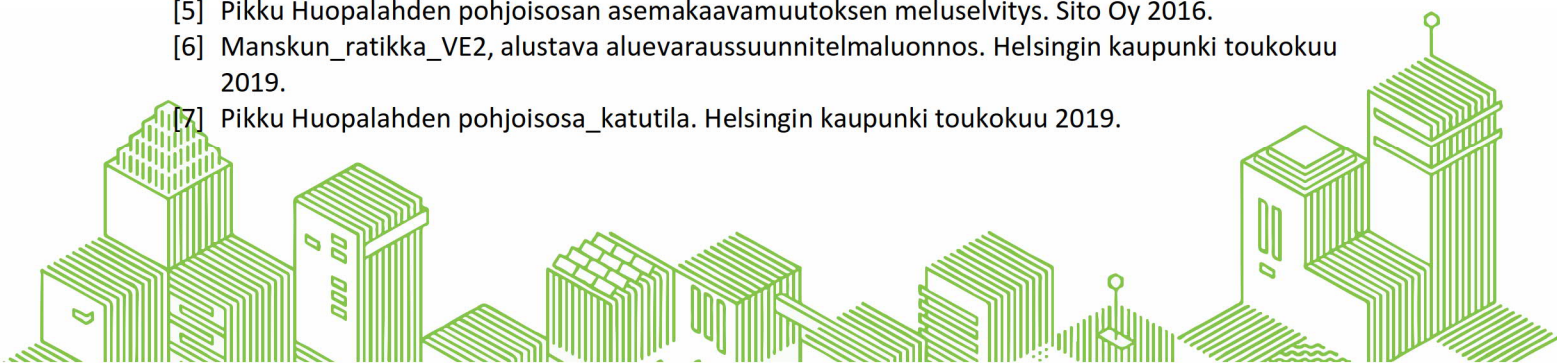 [5] Pikku Huopalahden pohjoisosan asemakaavamuutoksen meluselvitys. Sito Oy 2016.
[6] Manskun_ratikka_VE2, alustava aluevaraussuunnitelmaluonnos. Helsingin kaupunki toukokuu
2019.
[7] Pikku Huopalahden pohjoisosa_katutila. Helsingin kaupunki toukokuu 2019.